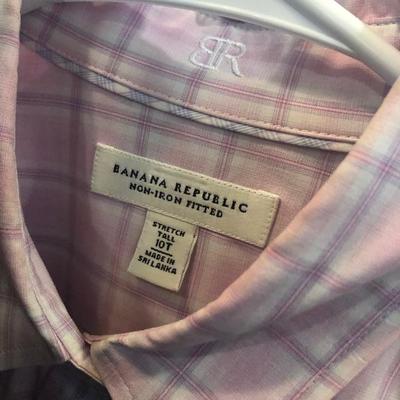 BR
BANANA REPUBLIC
NON-IRON FITTED
STRETCH
TALL
10T
MADE IN
SRI LANKA